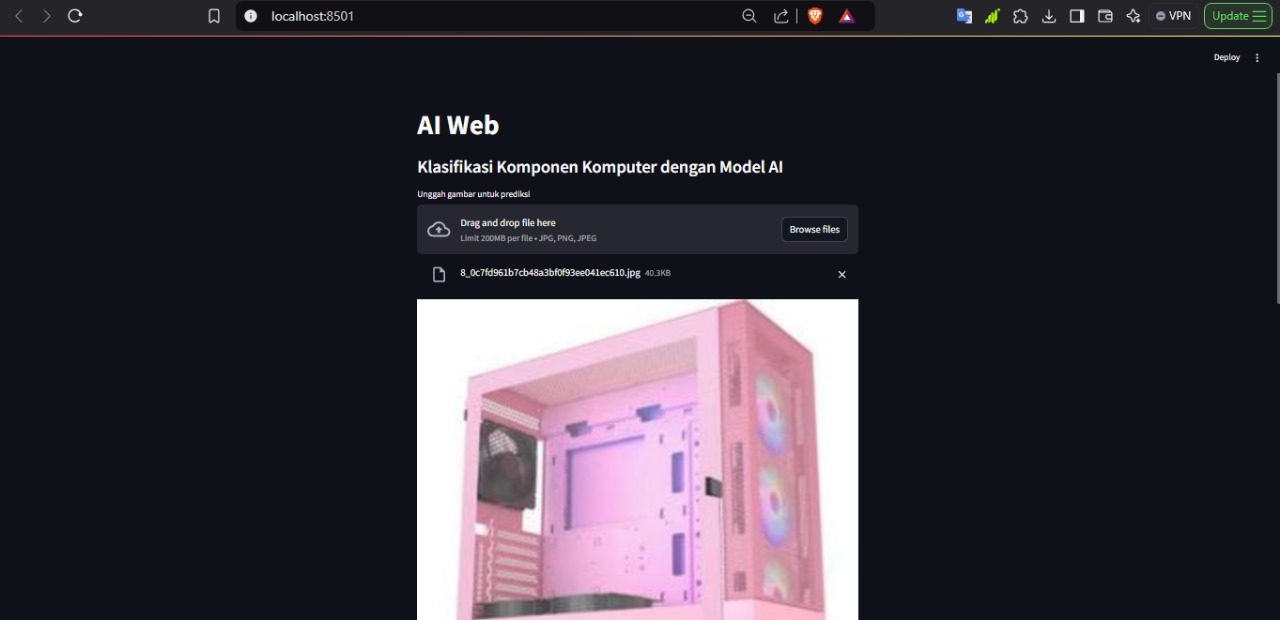 localhost:8501
VPN
Update
Deploy
AI Web
Klasifikasi Komponen Komputer dengan Model AI
Unggah gambar untuk prediksi
Drag and drop file here
Limit 200MB per file • JPG, PNG, JPEG
Browse files
8_0c7fd961b7cb48a3bf0f93ee041ec610.jpg 40.3KB